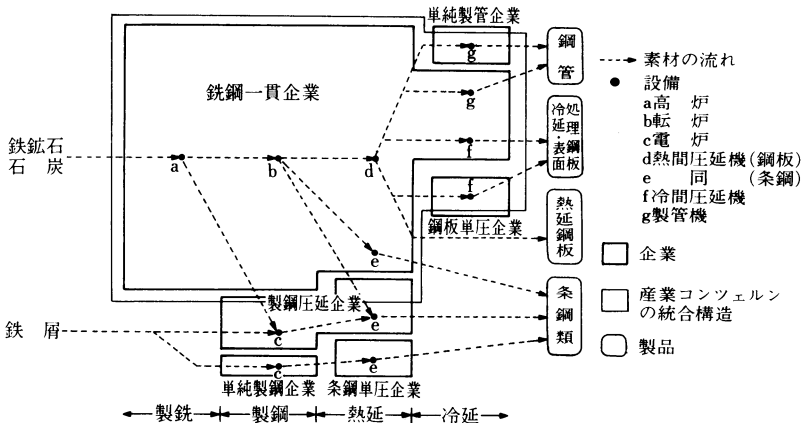 単純製管企業
g
鋼管
銑鋼一貫企業
g
鉄鉱石
石炭
a
b
d
f
冷延・表面処理鋼板
f
鋼板単圧企業
熱延鋼板
e
製鋼圧延企業
e
条鋼類
鉄屑
c
c
e
単純製鋼企業
条鋼単圧企業
製銑
製鋼
熱延
冷延
素材の流れ
設備
a高 炉
b転 炉
c電 炉
d熱間圧延機(鋼板)
e 同 (条鋼)
f冷間圧延機
g製管機
企業
産業コンツェルン
の統合構造
製品